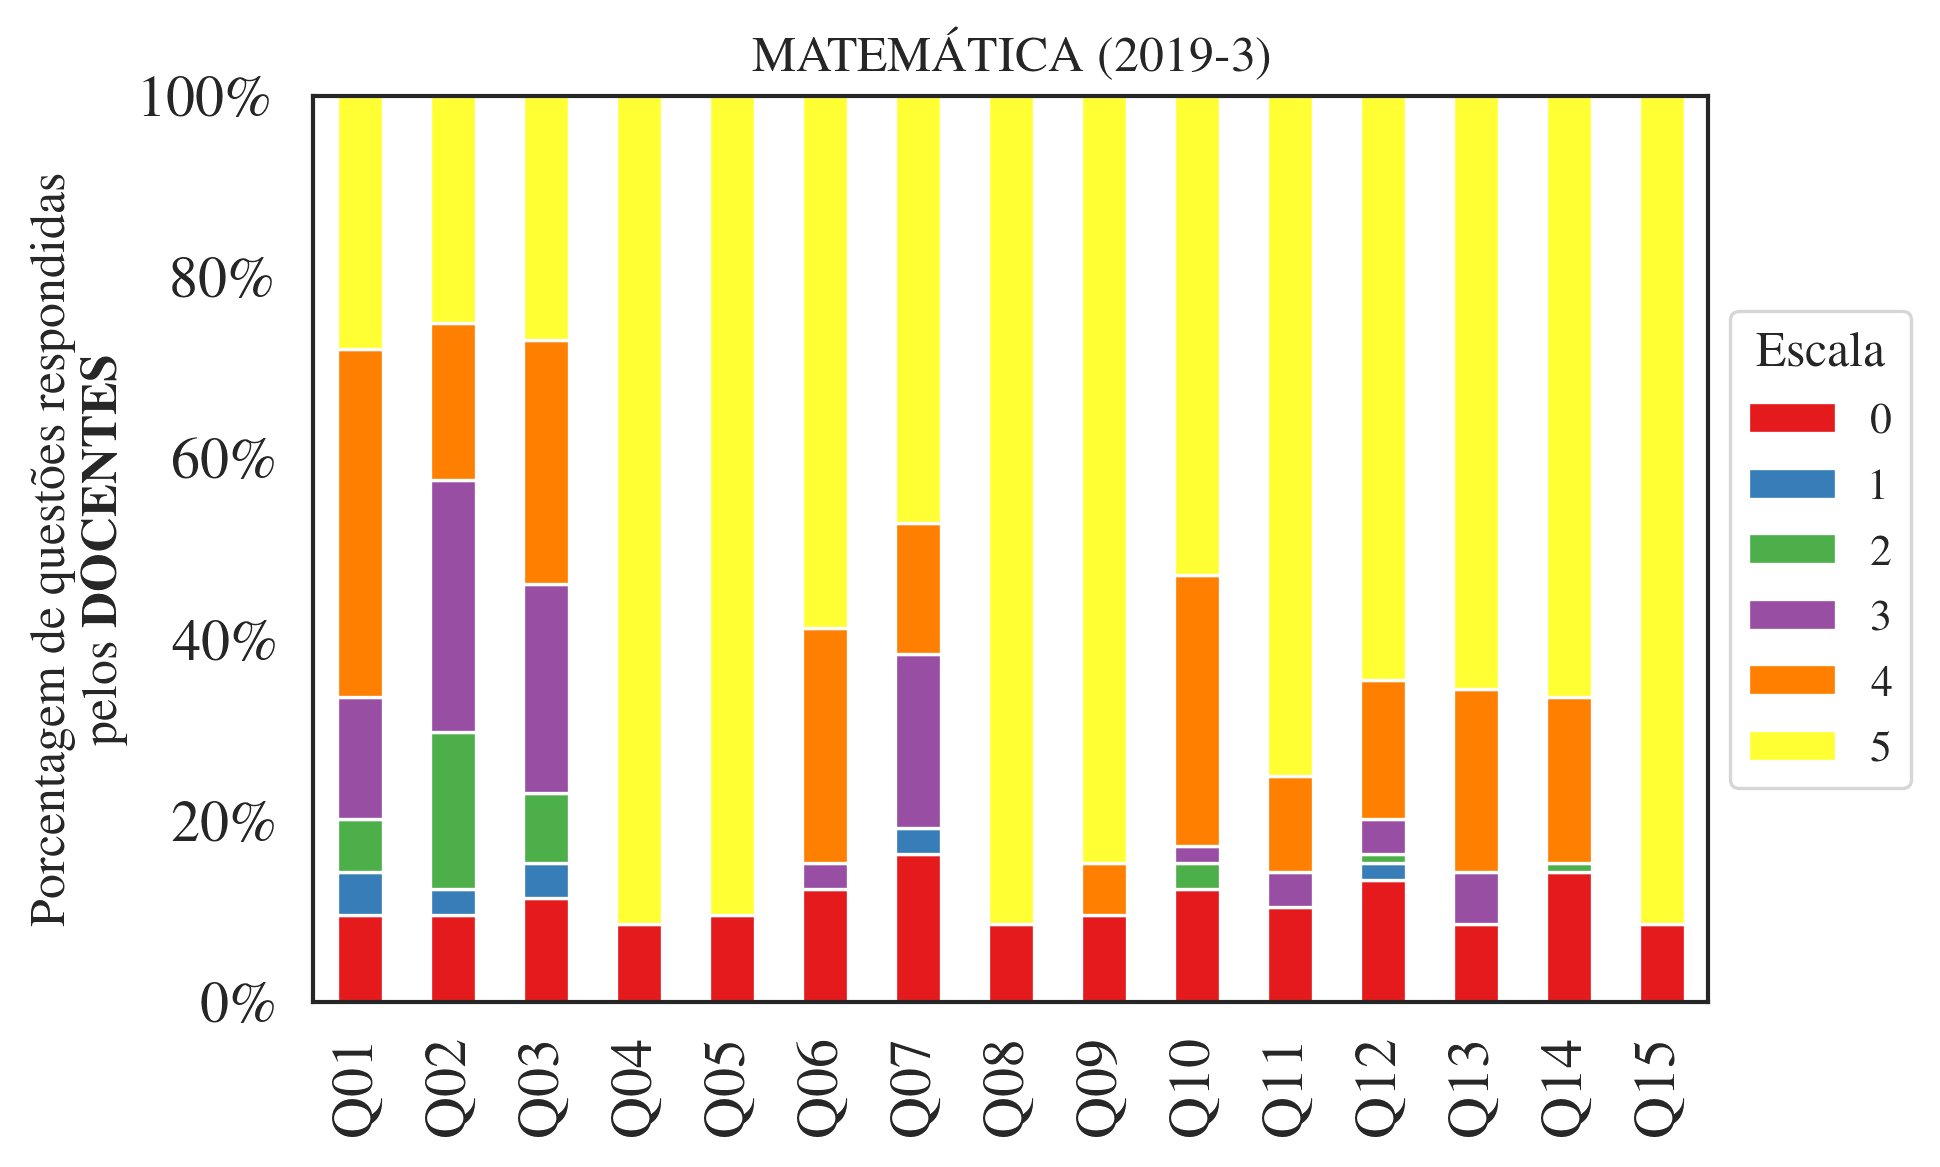 MATEMÁTICA (2019-3)
Porcentagem de questões respondidas
pelos DOCENTES
100%
80%
60%
40%
20%
0%
Q01
Q02
Q03
Q04
Q05
Q06
Q07
Q08
Q09
Q10
Q11
Q12
Q13
Q14
Q15
Escala
0
1
2
3
4
5